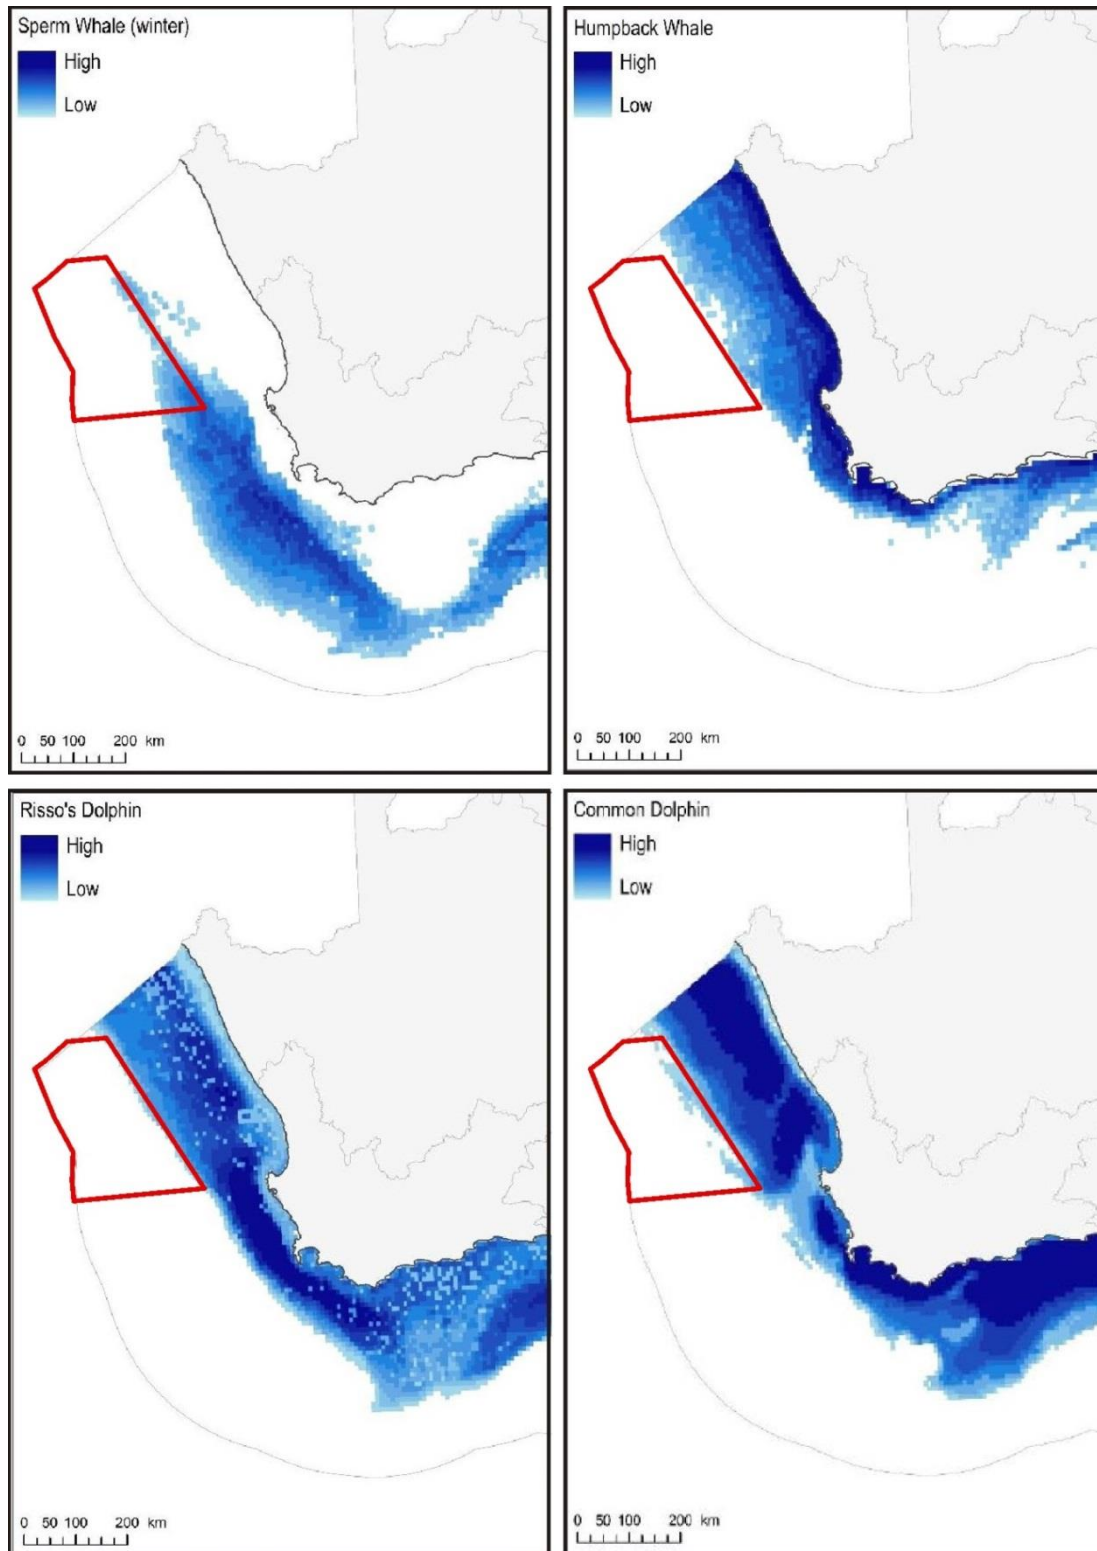 Sperm Whale (winter)
High
Low
0 50 100 200 km
Humpback Whale
High
Low
0 50 100 200 km
Risso's Dolphin
High
Low
0 50 100 200 km
Common Dolphin
High
Low
0 50 100 200 km